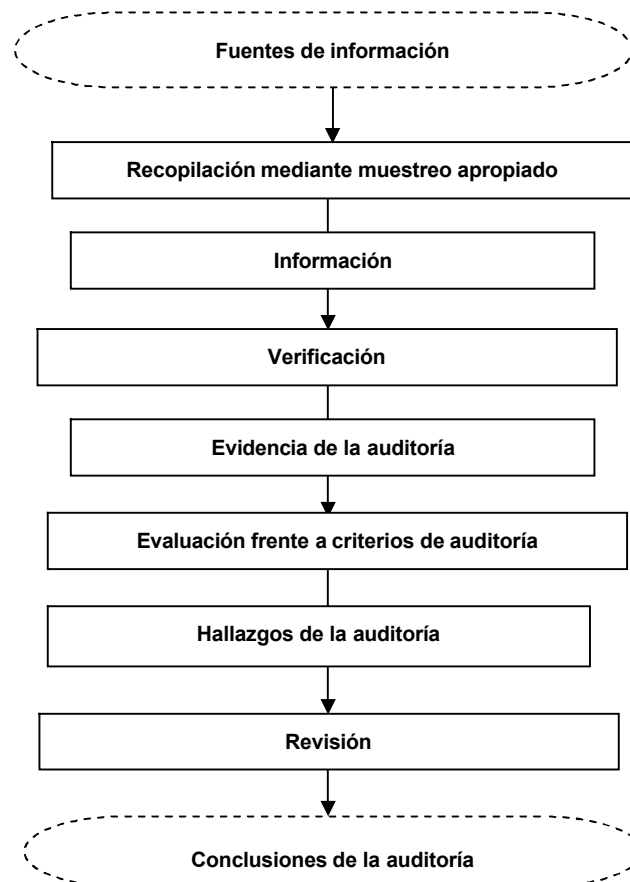 Fuentes de información
Recopilación mediante muestreo apropiado
Información
Verificación
Evidencia de la auditoría
Evaluación frente a criterios de auditoría
Hallazgos de la auditoría
Revisión
Conclusiones de la auditoría